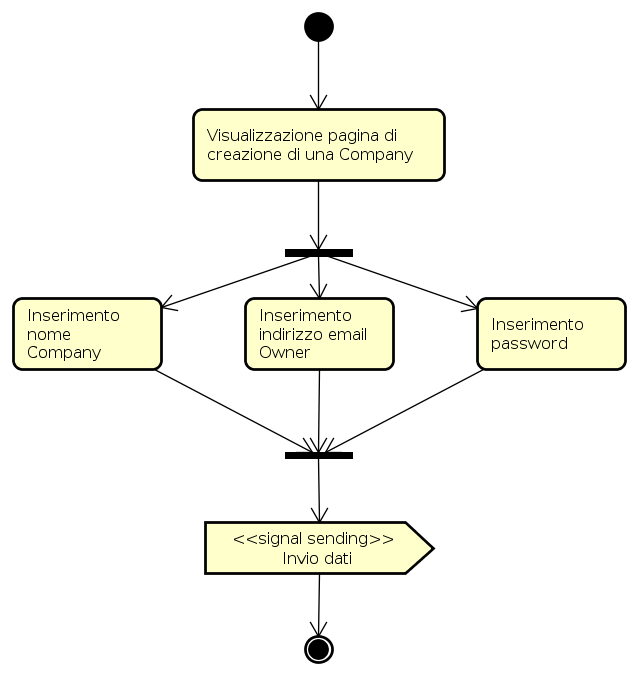 Visualizzazione pagina di
creazione di una Company
Inserimento
nome
Company
Inserimento
indirizzo email
Owner
Inserimento
password
<<signal sending>>
Invio dati